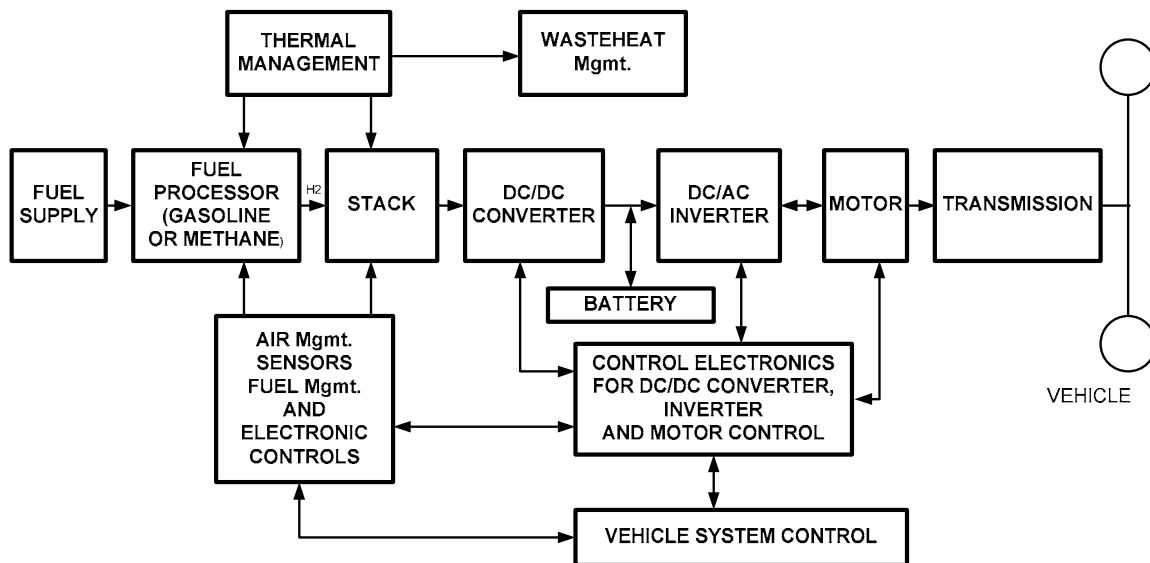 THERMAL
MANAGEMENT
WASTEHEAT
Mgmt.
FUEL
SUPPLY
FUEL
PROCESSOR
(GASOLINE
OR METHANE)
H2
STACK
DC/DC
CONVERTER
DC/AC
INVERTER
MOTOR
TRANSMISSION
BATTERY
AIR Mgmt.
SENSORS
FUEL Mgmt.
AND
ELECTRONIC
CONTROLS
CONTROL ELECTRONICS
FOR DC/DC CONVERTER,
INVERTER
AND MOTOR CONTROL
VEHICLE
VEHICLE SYSTEM CONTROL